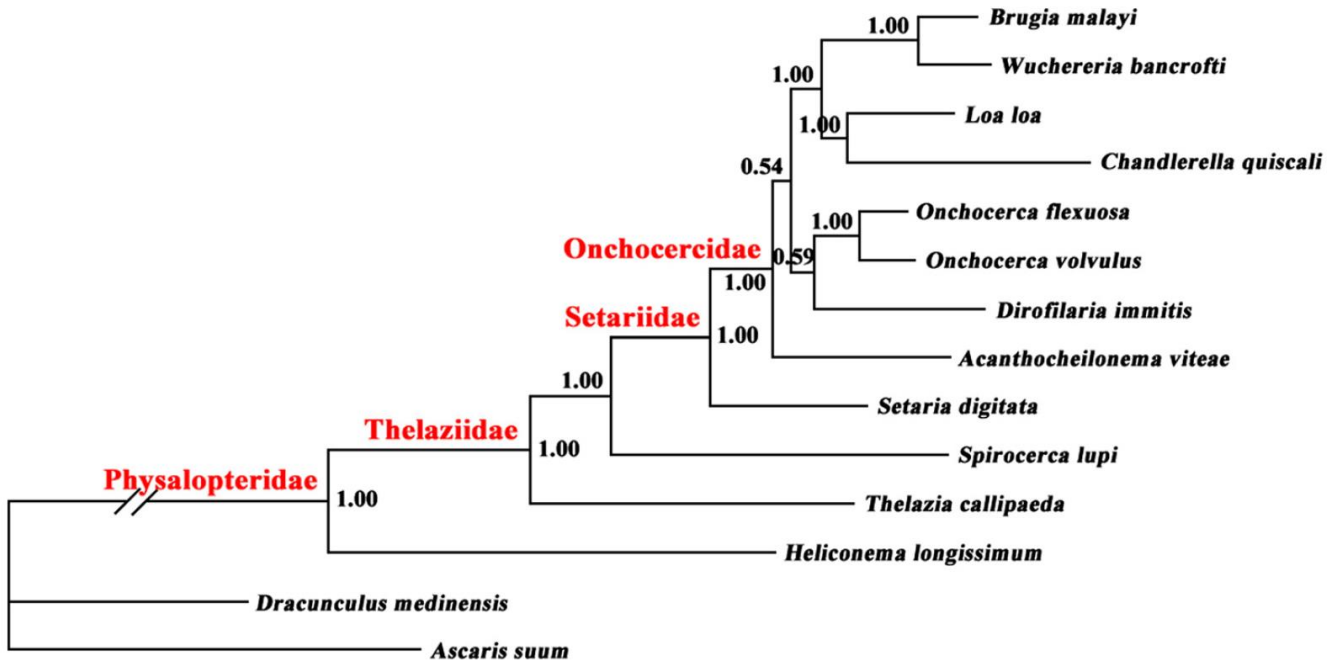 1.00
Brugia malayi
Wuchereria bancrofti
1.00
Loa loa
1.00
Chandlerella quiscali
0.54
1.00
Onchocerca flexuosa
Onchocercidae
0.59
Onchocerca volvulus
1.00
Dirofilaria immitis
Setariidae
1.00
Acanthocheilonema viteae
1.00
Setaria digitata
Thelaziidae
1.00
Spirocerca lupi
Physalopteridae
1.00
Thelazia callipaeda
Heliconema longissimum
Dracunculus medinensis
Ascaris suum